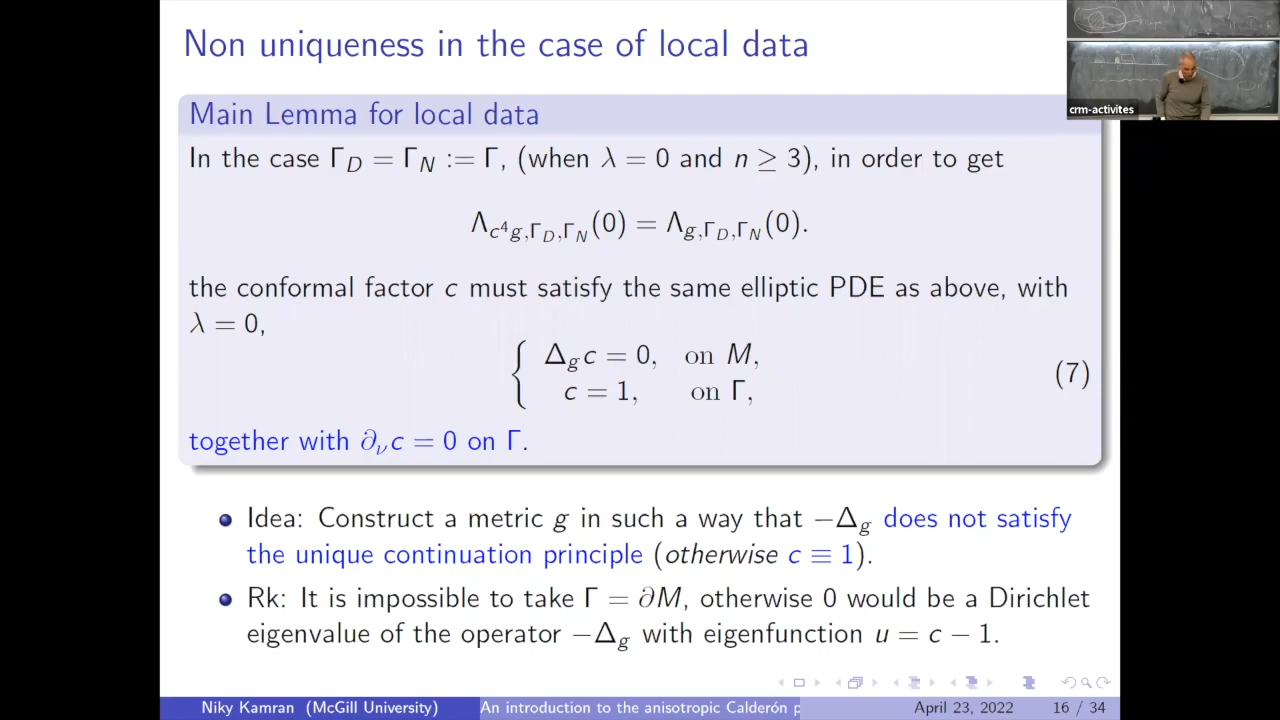 Non uniqueness in the case of local data
crm-activites
Main Lemma for local data
In the case Γ_D = Γ_N := Γ, (when λ = 0 and n ≥ 3), in order to get
Λ_{c⁴g,Γ_D,Γ_N}(0) = Λ_{g,Γ_D,Γ_N}(0).
the conformal factor c must satisfy the same elliptic PDE as above, with
λ = 0,
{ Δ_g c = 0, on M,
c = 1, on Γ,
(7)
together with ∂_ν c = 0 on Γ.
Idea: Construct a metric g in such a way that −Δ_g does not satisfy
the unique continuation principle (otherwise c ≡ 1).
Rk: It is impossible to take Γ = ∂M, otherwise 0 would be a Dirichlet
eigenvalue of the operator −Δ_g with eigenfunction u = c − 1.
Niky Kamran (McGill University) An introduction to the anisotropic Calderón p April 23, 2022 16 / 34